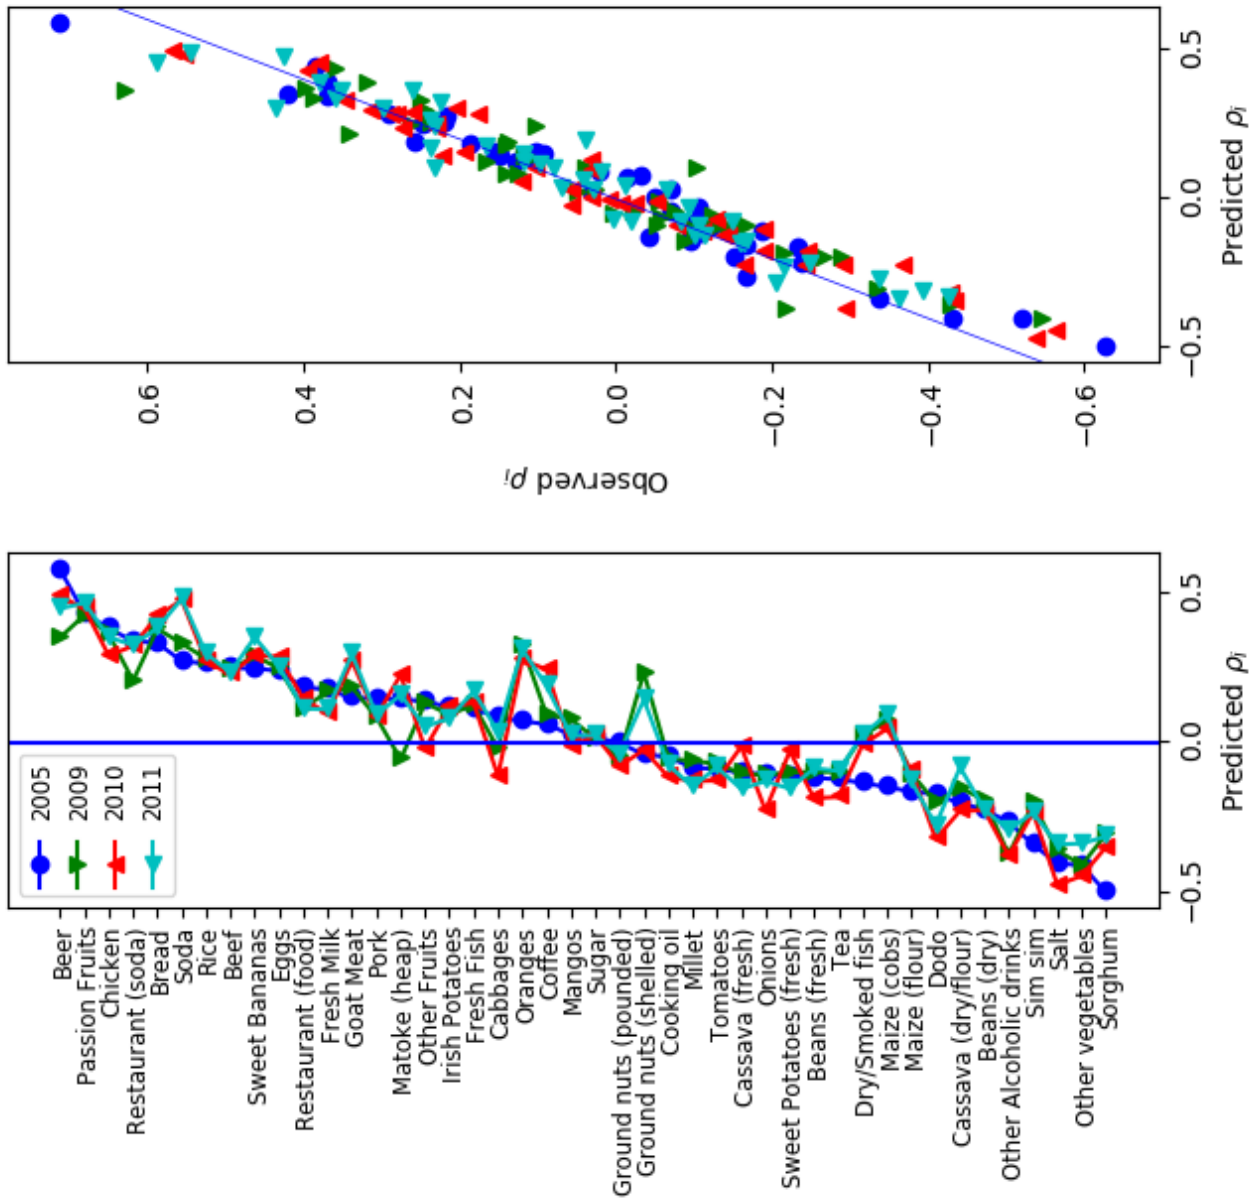 0.6
0.4
0.2
0.0
−0.2
−0.4
−0.6
Observed ρi
−0.5
0.0
0.5
Predicted ρi
2005
2009
2010
2011
Beer
Passion Fruits
Chicken
Restaurant (soda)
Bread
Soda
Rice
Beef
Sweet Bananas
Eggs
Restaurant (food)
Fresh Milk
Goat Meat
Pork
Matoke (heap)
Other Fruits
Irish Potatoes
Fresh Fish
Cabbages
Oranges
Coffee
Mangos
Sugar
Ground nuts (pounded)
Ground nuts (shelled)
Cooking oil
Millet
Tomatoes
Cassava (fresh)
Onions
Sweet Potatoes (fresh)
Beans (fresh)
Tea
Dry/Smoked fish
Maize (cobs)
Maize (flour)
Dodo
Cassava (dry/flour)
Beans (dry)
Other Alcoholic drinks
Sim sim
Salt
Other vegetables
Sorghum
−0.5
0.0
0.5
Predicted ρi